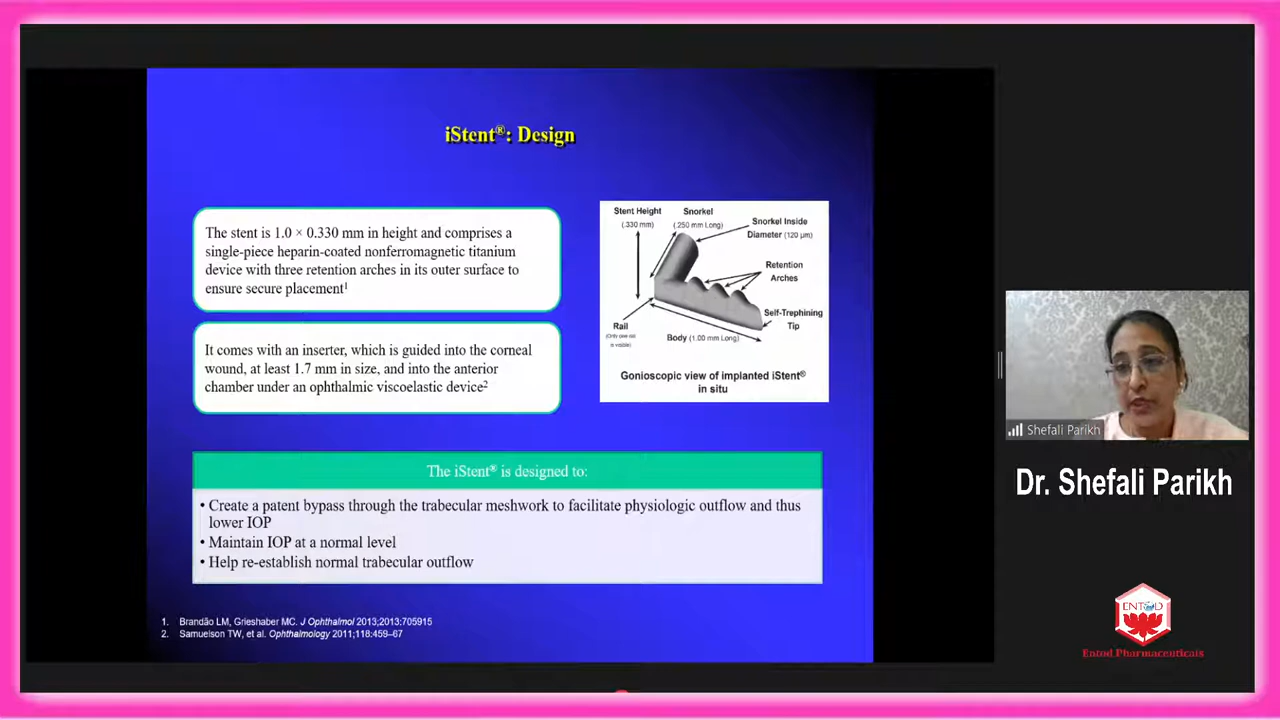 iStent®: Design
The stent is 1.0 × 0.330 mm in height and comprises a
single-piece heparin-coated nonferromagnetic titanium
device with three retention arches in its outer surface to
ensure secure placement1
It comes with an inserter, which is guided into the corneal
wound, at least 1.7 mm in size, and into the anterior
chamber under an ophthalmic viscoelastic device2
Stent Height
(.330 mm)
Snorkel
(.250 mm Long)
Snorkel Inside
Diameter (120 µm)
Retention
Arches
Self-Trephining
Tip
Rail
Body (1.00 mm Long)
Gonioscopic view of implanted iStent®
in situ
The iStent® is designed to:
• Create a patent bypass through the trabecular meshwork to facilitate physiologic outflow and thus
lower IOP
• Maintain IOP at a normal level
• Help re-establish normal trabecular outflow
1. Brandão LM, Grieshaber MC. J Ophthalmol 2013;2013:705915
2. Samuelson TW, et al. Ophthalmology 2011;118:459–67
Shefali Parikh
Dr. Shefali Parikh
ENTOD
Entod Pharmaceuticals